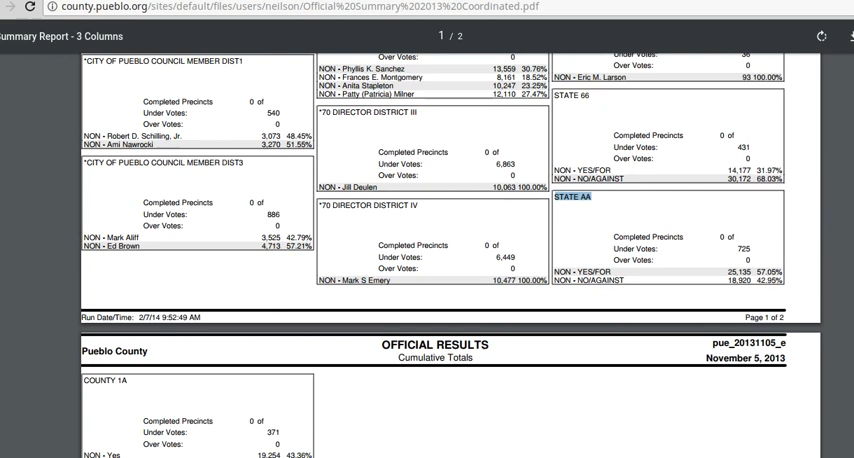 county.pueblo.org/sites/default/files/users/neilson/Official%20Summary%202013%20Coordinated.pdf
ummary Report - 3 Columns
1 / 2
*CITY OF PUEBLO COUNCIL MEMBER DIST1
Completed Precincts 0 of
Under Votes: 540
Over Votes: 0
NON - Robert D. Schilling, Jr. 3,073 48.45%
NON - Ami Nawrocki 3,270 51.55%
*CITY OF PUEBLO COUNCIL MEMBER DIST3
Completed Precincts 0 of
Under Votes: 886
Over Votes: 0
NON - Mark Aliff 3,525 42.79%
NON - Ed Brown 4,713 57.21%
Over Votes: 0
NON - Phyllis K. Sanchez 13,559 30.76%
NON - Frances E. Montgomery 8,161 18.52%
NON - Anita Stapleton 10,247 23.25%
NON - Patty (Patricia) Milner 12,110 27.47%
*70 DIRECTOR DISTRICT III
Completed Precincts 0 of
Under Votes: 6,863
Over Votes: 0
NON - Jill Deulen 10,063 100.00%
*70 DIRECTOR DISTRICT IV
Completed Precincts 0 of
Under Votes: 6,449
Over Votes: 0
NON - Mark S Emery 10,477 100.00%
Under Votes: 36
Over Votes: 0
NON - Eric M. Larson 93 100.00%
STATE 66
Completed Precincts 0 of
Under Votes: 431
Over Votes: 0
NON - YES/FOR 14,177 31.97%
NON - NO/AGAINST 30,172 68.03%
STATE AA
Completed Precincts 0 of
Under Votes: 725
Over Votes: 0
NON - YES/FOR 25,135 57.05%
NON - NO/AGAINST 18,920 42.95%
Run Date/Time: 2/7/14 9:52:49 AM
Page 1 of 2
Pueblo County
OFFICIAL RESULTS
Cumulative Totals
pue_20131105_e
November 5, 2013
COUNTY 1A
Completed Precincts 0 of
Under Votes: 371
Over Votes: 0
NON - Yes 19,254 43.36%